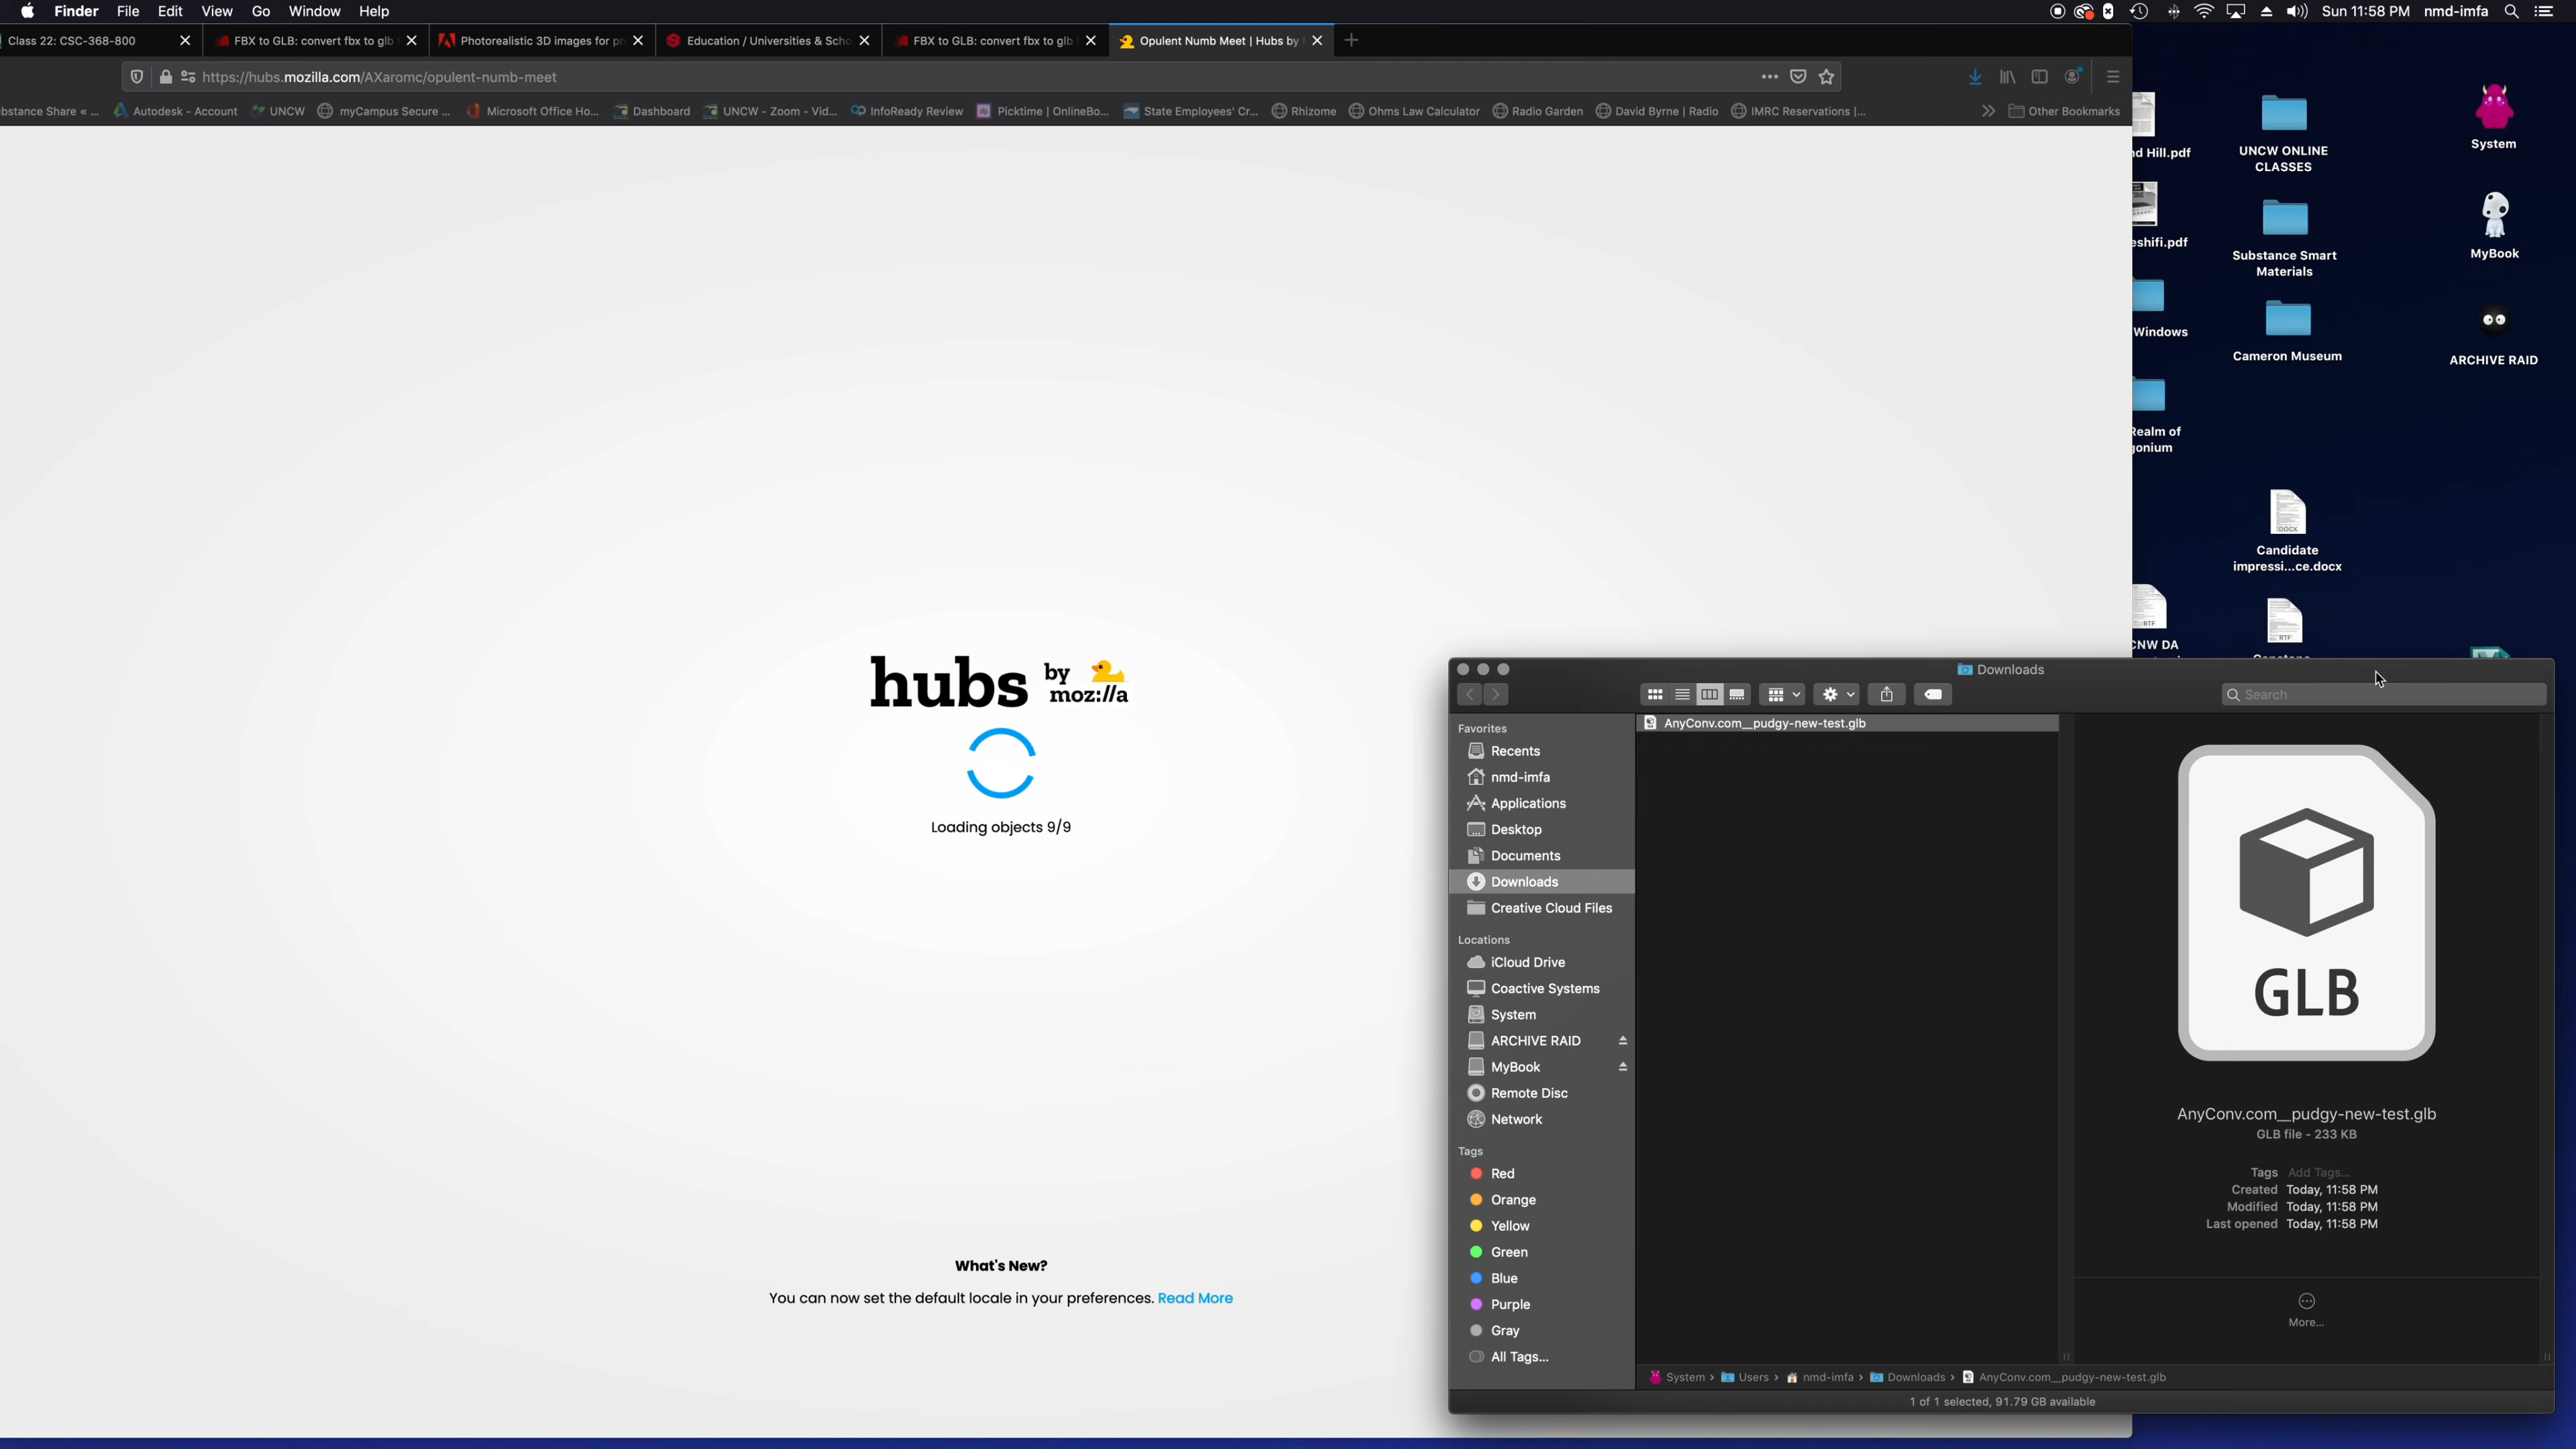 Finder File Edit View Go Window Help
Sun 11:58 PM nmd-imfa
Class 22: CSC-368-800
FBX to GLB: convert fbx to glb
Photorealistic 3D images for pr
Education / Universities & Scho
FBX to GLB: convert fbx to glb
Opulent Numb Meet | Hubs by
https://hubs.mozilla.com/AXaromc/opulent-numb-meet
bstance Share « ...
Autodesk - Account
UNCW
myCampus Secure ...
Microsoft Office Ho...
Dashboard
UNCW - Zoom - Vid...
InfoReady Review
Picktime | OnlineBo...
State Employees' Cr...
Rhizome
Ohms Law Calculator
Radio Garden
David Byrne | Radio
IMRC Reservations |...
Other Bookmarks
hubs by moz://a
Loading objects 9/9
What's New?
You can now set the default locale in your preferences. Read More
nd Hill.pdf
eshifi.pdf
Windows
Realm of
gonium
CNW DA
UNCW ONLINE
CLASSES
Substance Smart
Materials
Cameron Museum
DOCX
Candidate
impressi...ce.docx
RTF
RTF
System
MyBook
ARCHIVE RAID
Downloads
Search
Favorites
Recents
nmd-imfa
Applications
Desktop
Documents
Downloads
Creative Cloud Files
Locations
iCloud Drive
Coactive Systems
System
ARCHIVE RAID
MyBook
Remote Disc
Network
Tags
Red
Orange
Yellow
Green
Blue
Purple
Gray
All Tags...
AnyConv.com__pudgy-new-test.glb
GLB
AnyConv.com__pudgy-new-test.glb
GLB file - 233 KB
Tags Add Tags...
Created Today, 11:58 PM
Modified Today, 11:58 PM
Last opened Today, 11:58 PM
More...
System › Users › nmd-imfa › Downloads › AnyConv.com__pudgy-new-test.glb
1 of 1 selected, 91.79 GB available